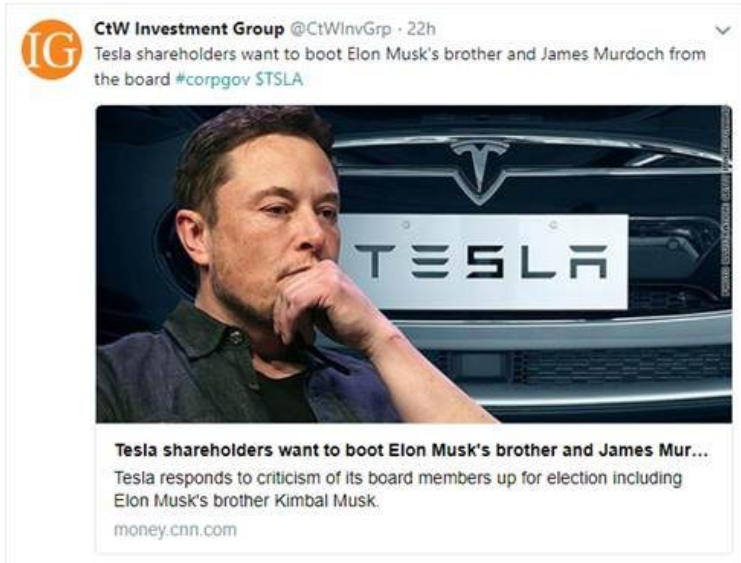 IG
CtW Investment Group @CtWInvGrp · 22h
Tesla shareholders want to boot Elon Musk's brother and James Murdoch from
the board #corpgov $TSLA
TESLA
Tesla shareholders want to boot Elon Musk's brother and James Mur...
Tesla responds to criticism of its board members up for election including
Elon Musk's brother Kimbal Musk.
money.cnn.com